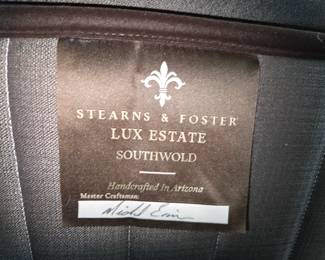 STEARNS & FOSTER
LUX ESTATE
SOUTHWOLD
Handcrafted In Arizona
Master Craftsman: